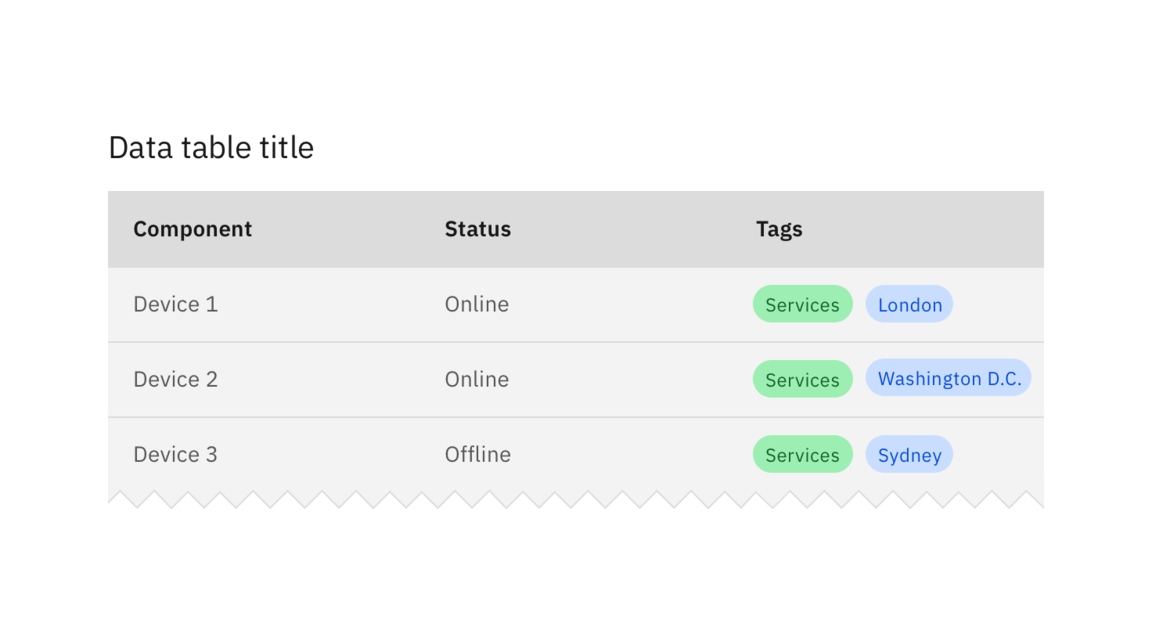 Data table title
Component Status Tags
Device 1 Online Services London
Device 2 Online Services Washington D.C.
Device 3 Offline Services Sydney